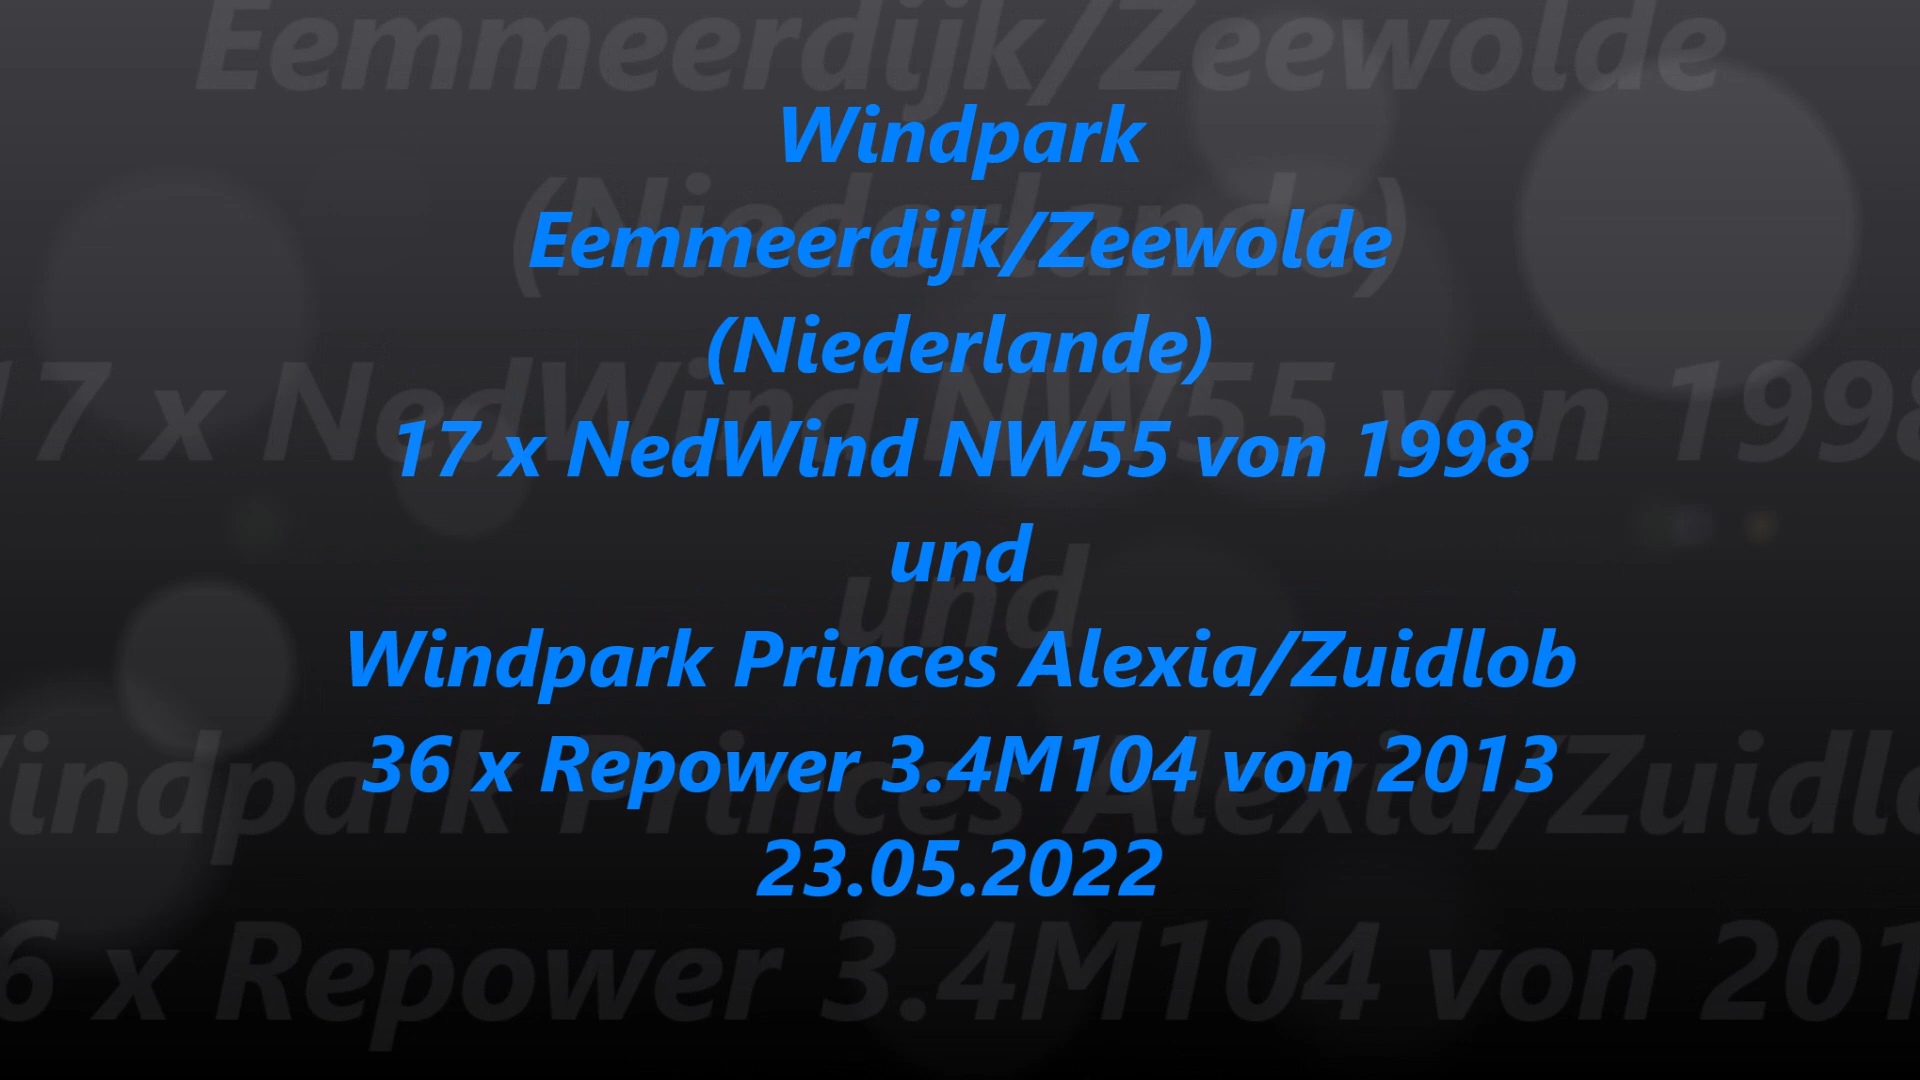 Windpark
Eemmeerdijk/Zeewolde
(Niederlande)
17 x NedWind NW55 von 1998
und
Windpark Princes Alexia/Zuidlob
36 x Repower 3.4M104 von 2013
23.05.2022